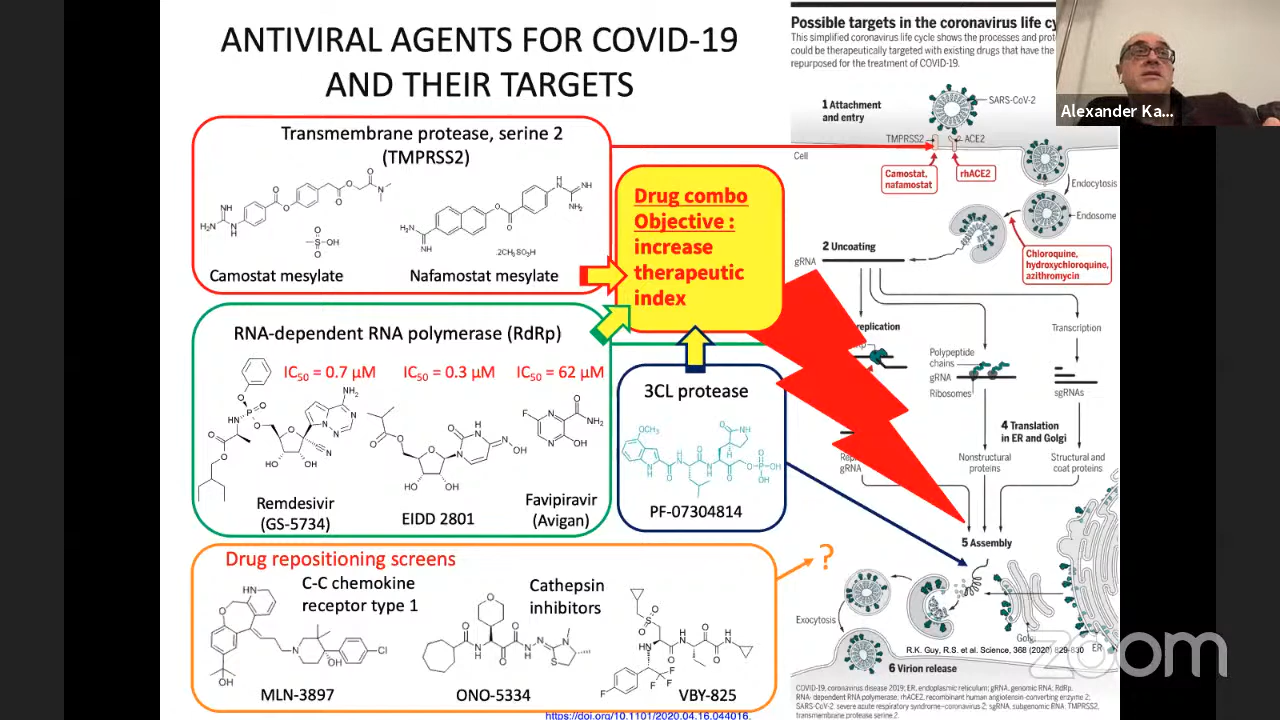 ANTIVIRAL AGENTS FOR COVID-19
AND THEIR TARGETS
Transmembrane protease, serine 2
(TMPRSS2)
Camostat mesylate
Nafamostat mesylate
.2CH3SO3H
Drug combo
Objective :
increase
therapeutic
index
RNA-dependent RNA polymerase (RdRp)
IC50 = 0.7 µM
IC50 = 0.3 µM
IC50 = 62 µM
Remdesivir
(GS-5734)
EIDD 2801
Favipiravir
(Avigan)
3CL protease
PF-07304814
Drug repositioning screens
C-C chemokine
receptor type 1
Cathepsin
inhibitors
MLN-3897
ONO-5334
VBY-825
?
https://doi.org/10.1101/2020.04.16.044016.
Possible targets in the coronavirus life cy
This simplified coronavirus life cycle shows the processes and prot
could be therapeutically targeted with existing drugs that have the
repurposed for the treatment of COVID-19.
Alexander Ka...
1 Attachment
and entry
SARS-CoV-2
TMPRSS2
ACE2
Cell
Camostat,
nafamostat
rhACE2
Endocytosis
Endosome
2 Uncoating
gRNA
Chloroquine,
hydroxychloroquine,
azithromycin
replication
Transcription
Polypeptide
chains
gRNA
Ribosomes
sgRNAs
4 Translation
in ER and Golgi
gRNA
Nonstructural
proteins
Structural and
coat proteins
5 Assembly
Exocytosis
Golgi
ER
R.K. Guy, R.S. et al. Science, 368 (2020) 829-830
6 Virion release
zoom
COVID-19, coronavirus disease 2019; ER, endoplasmic reticulum; gRNA, genomic RNA; RdRp,
RNA-dependent RNA polymerase; rhACE2, recombinant human angiotensin-converting enzyme 2;
SARS-CoV-2, severe acute respiratory syndrome–coronavirus 2; sgRNA, subgenomic RNA; TMPRSS2,
transmembrane protease serine 2.